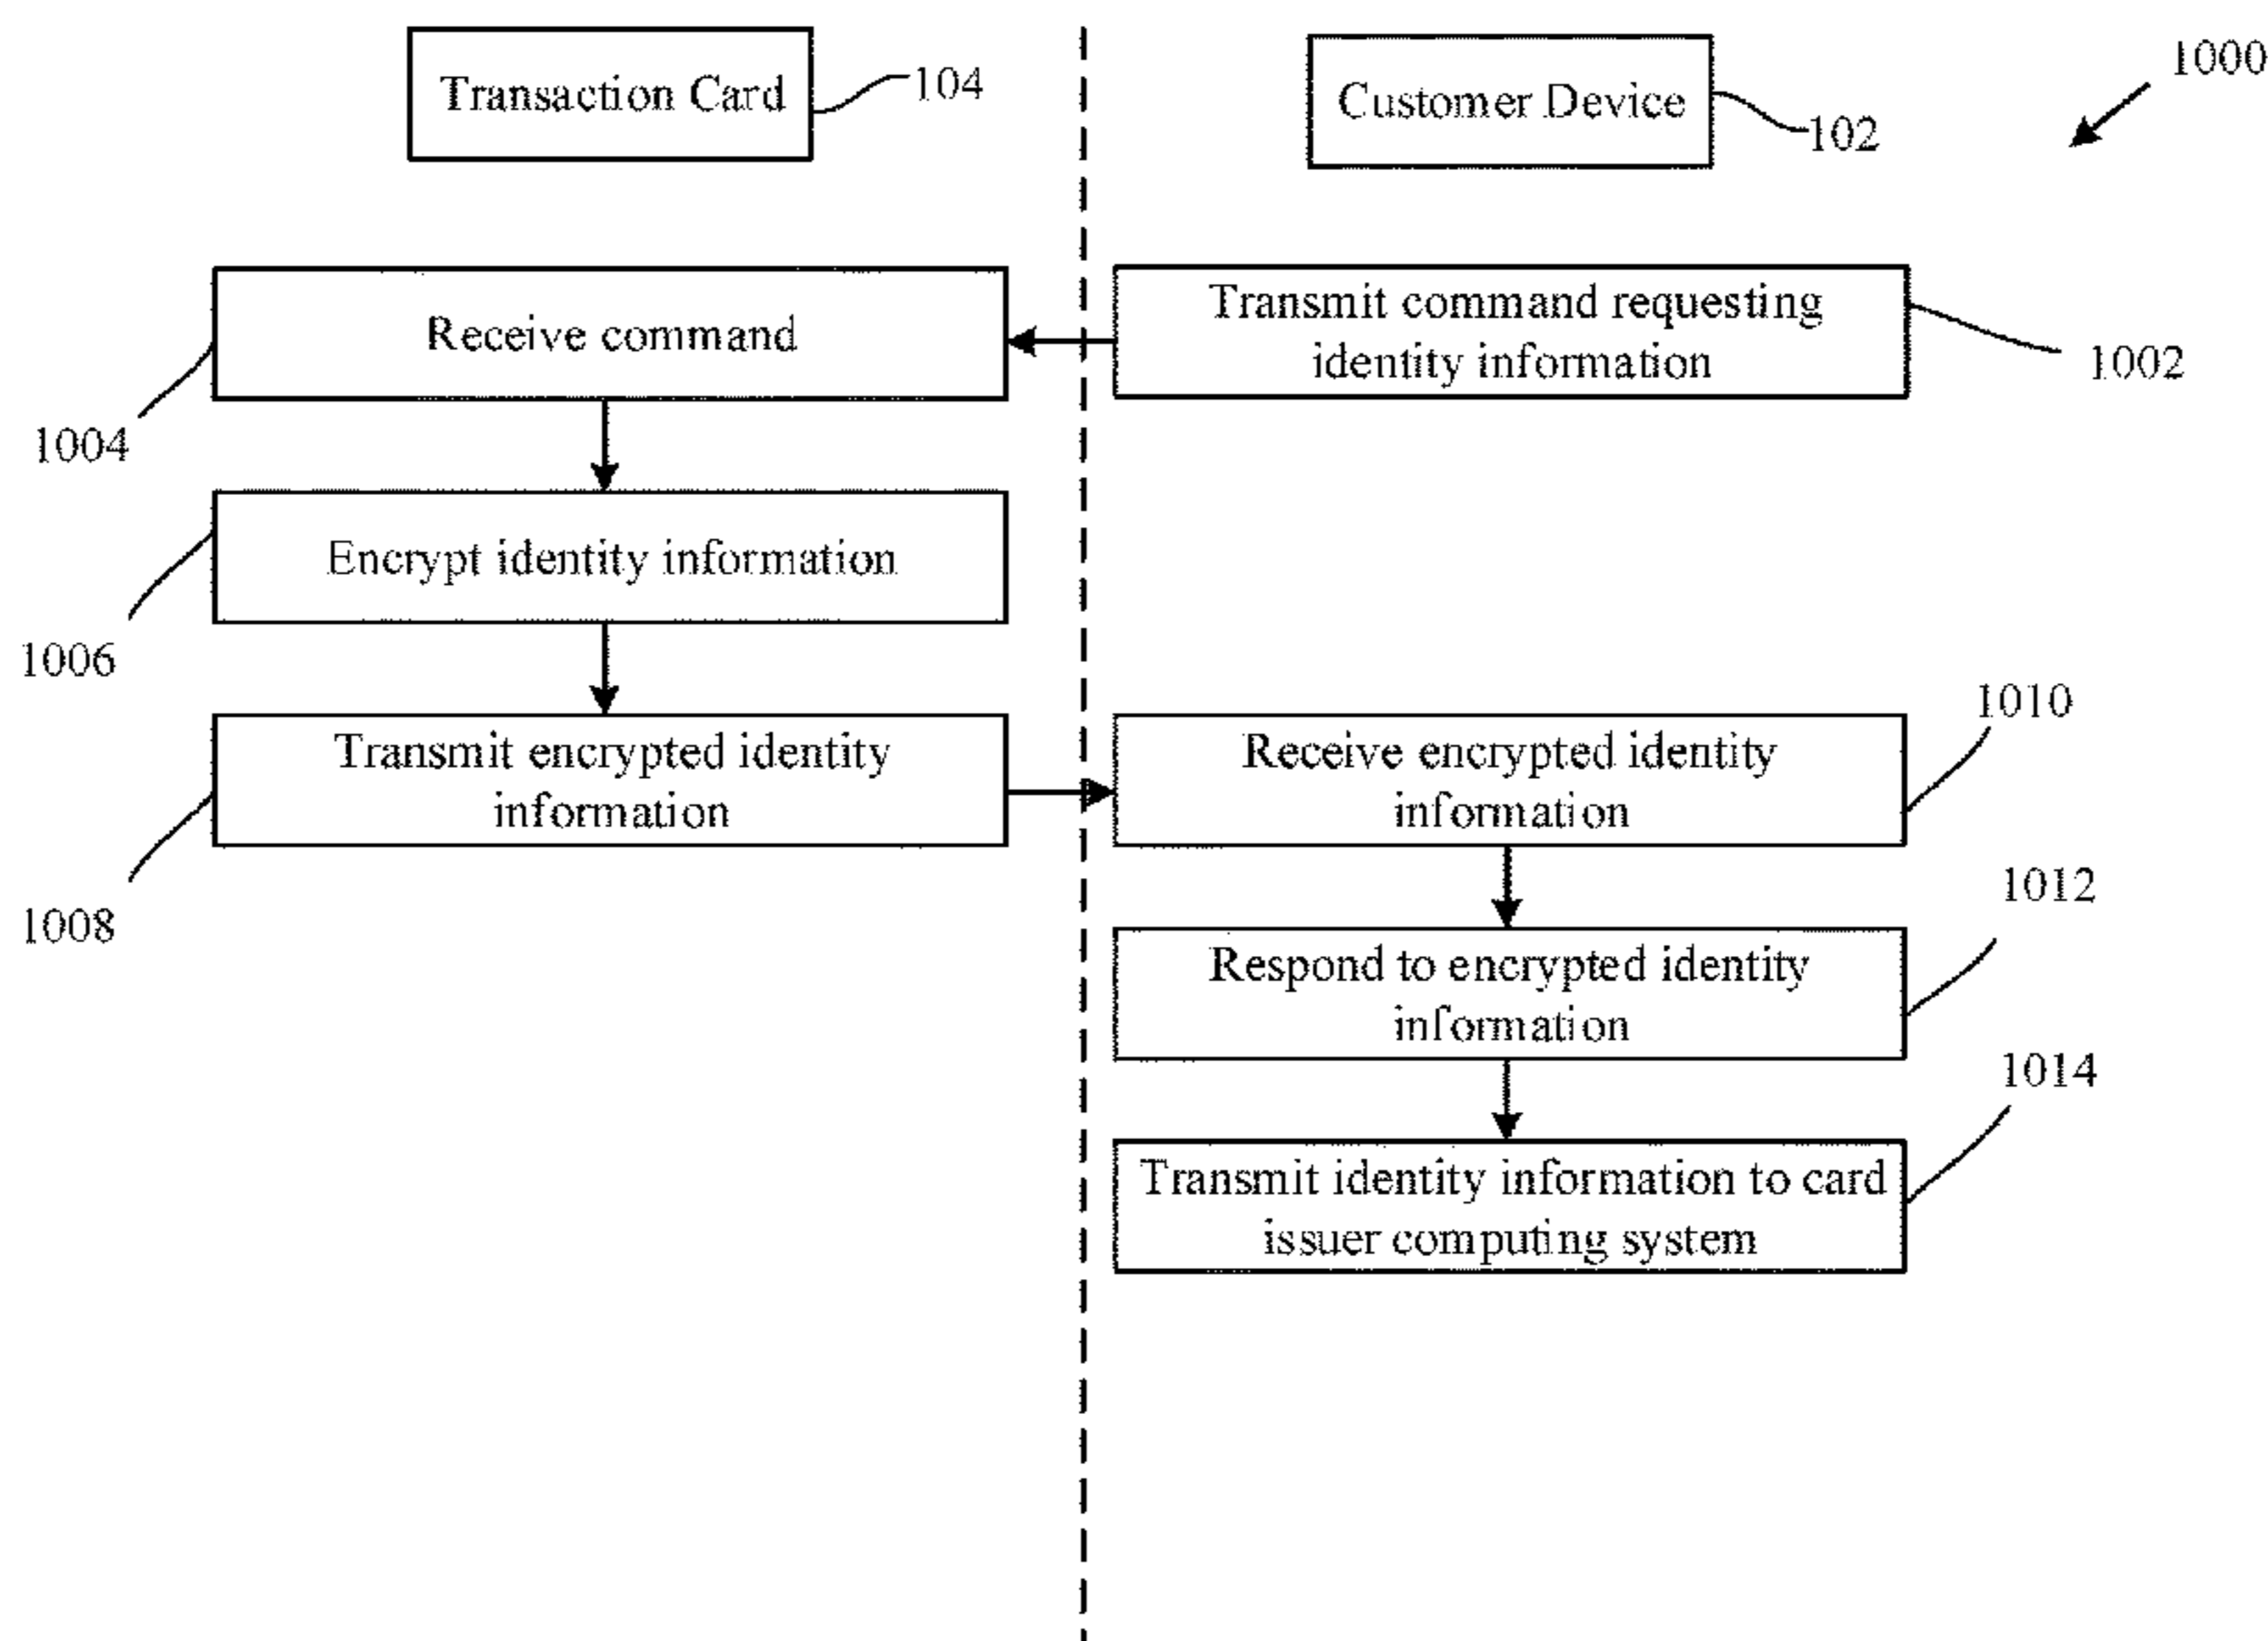 1000
Transaction Card
104
Customer Device
102
Receive command
1004
Transmit command requesting
identity information
1002
Encrypt identity information
1006
Transmit encrypted identity
information
1008
Receive encrypted identity
information
1010
Respond to encrypted identity
information
1012
Transmit identity information to card
issuer computing system
1014